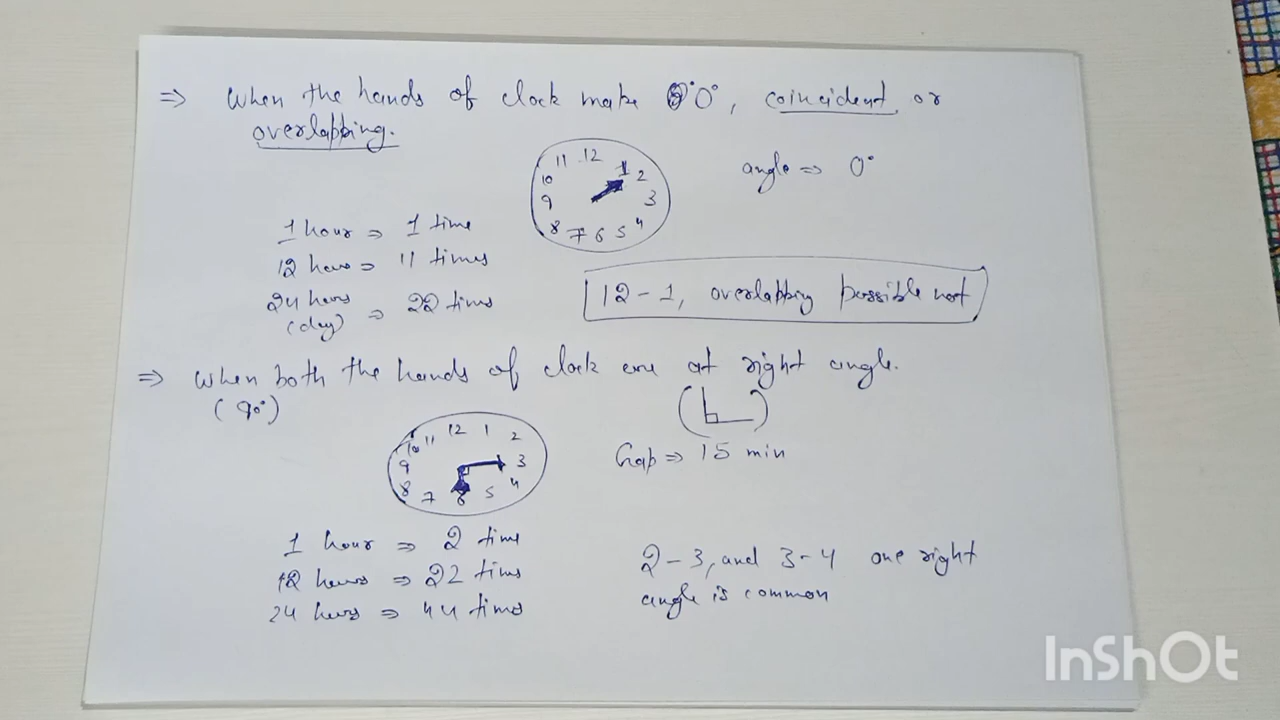 ⇒ When the hands of clock make 0°, coincident or
overlapping.
11 12 1 2 3 4 5 6 7 8 9 10
angle ⇒ 0°
1 hour ⇒ 1 time
12 hours ⇒ 11 times
24 hours ⇒ 22 times
(day)
12-1, overlapping possible not
⇒ When both the hands of clock are at right angle.
(90°)
10 11 12 1 2 3 4 5 6 7 8 9
Gap ⇒ 15 min
1 hour ⇒ 2 time
12 hours ⇒ 22 times
24 hours ⇒ 44 times
2-3, and 3-4 one right
angle is common
InShOt